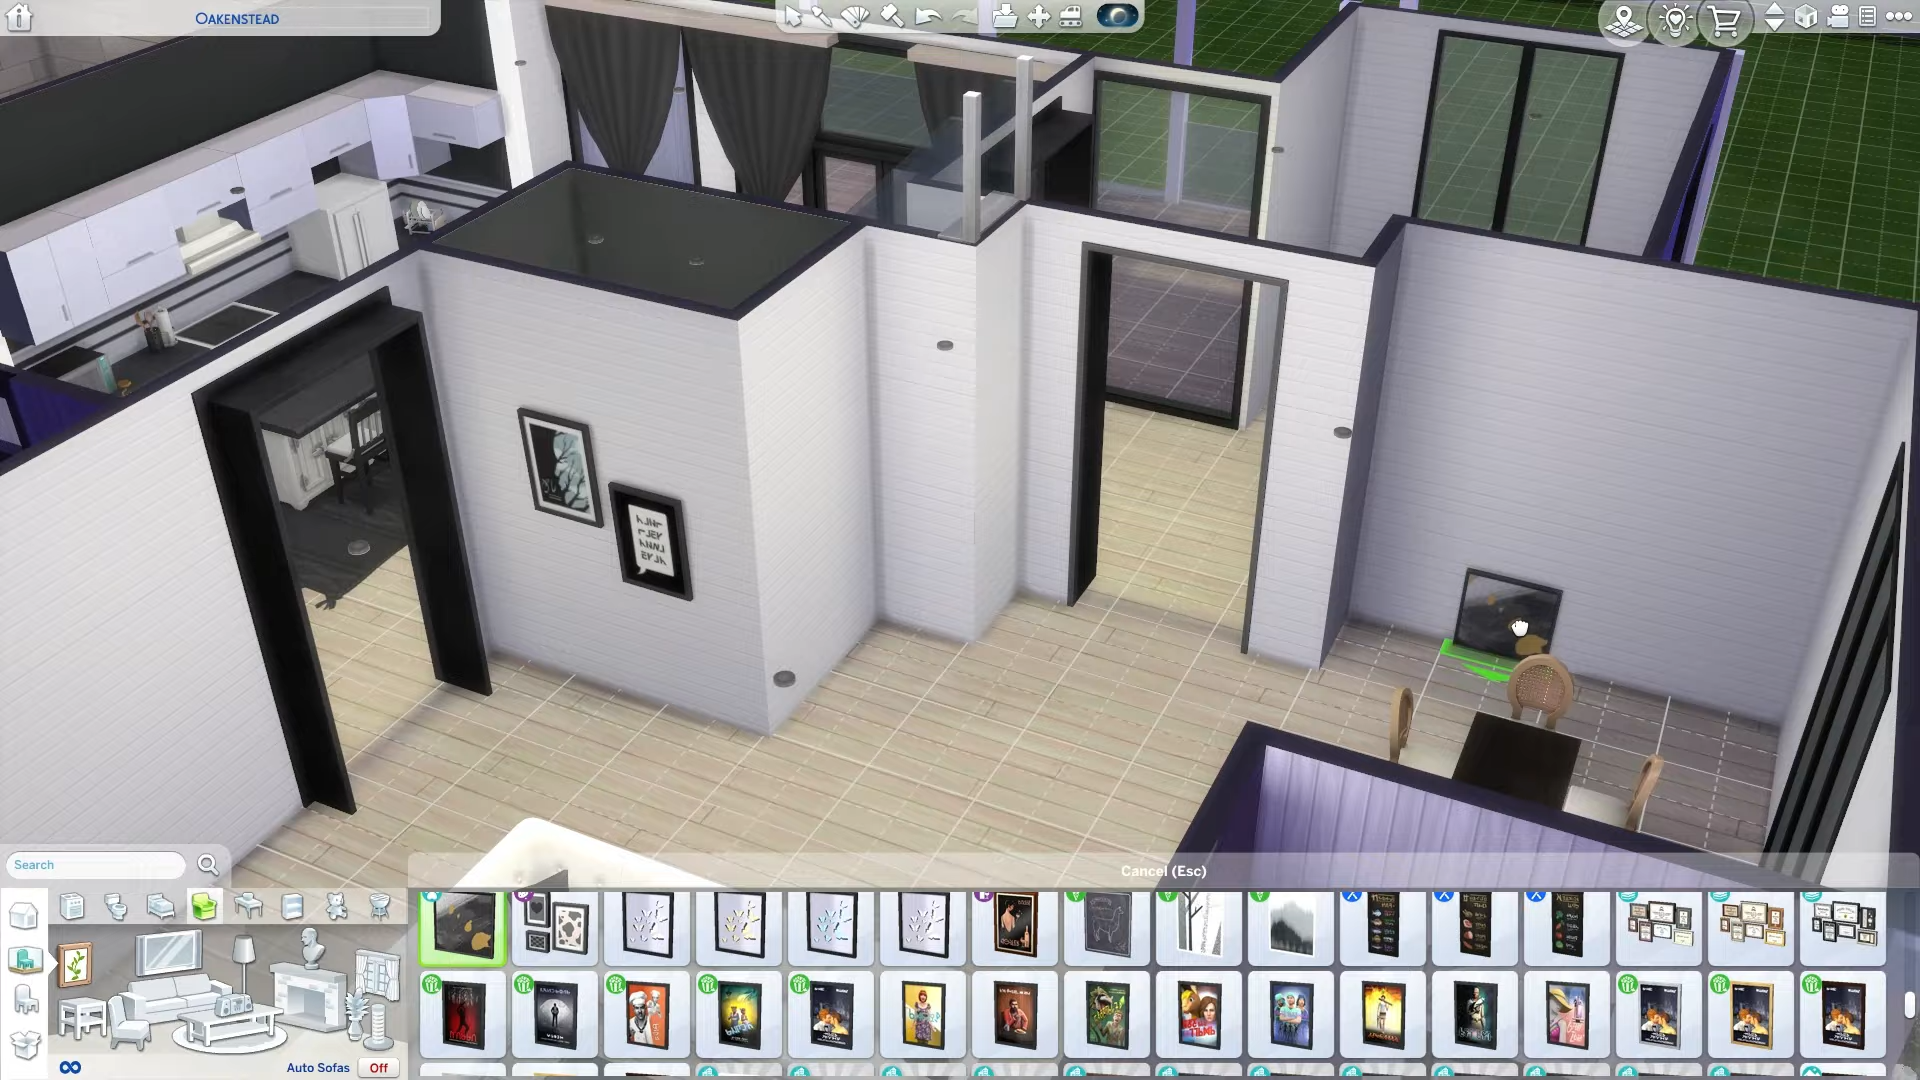 OAKENSTEAD
Search
Cancel (Esc)
Auto Sofas
Off